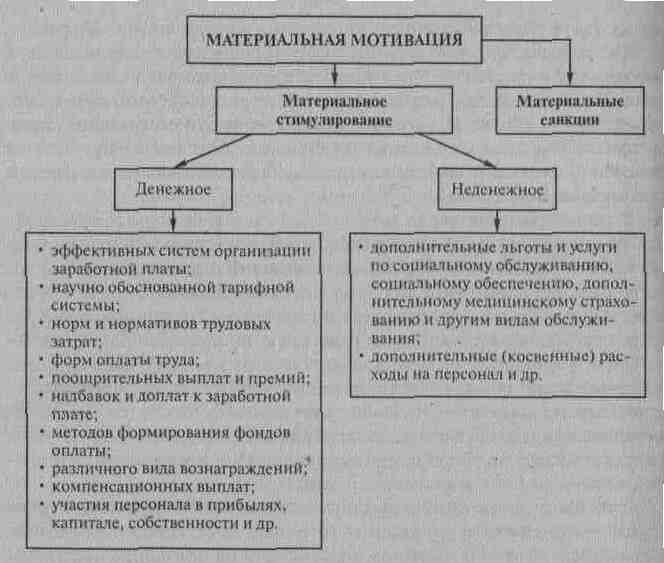 МАТЕРИАЛЬНАЯ МОТИВАЦИЯ
Материальное
стимулирование
Материальные
санкции
Денежное
Неденежное
• эффективных систем организации
заработной платы;
• научно обоснованной тарифной
системы;
• норм и нормативов трудовых
затрат;
• форм оплаты труда;
• поощрительных выплат и премий;
• надбавок и доплат к заработной
плате;
• методов формирования фондов
оплаты;
• различного вида вознаграждений;
• компенсационных выплат;
• участия персонала в прибылях,
капитале, собственности и др.
• дополнительные льготы и услуги
по социальному обслуживанию,
социальному обеспечению, допол-
нительному медицинскому страхо-
ванию и другим видам обслужи-
вания;
• дополнительные (косвенные) рас-
ходы на персонал и др.